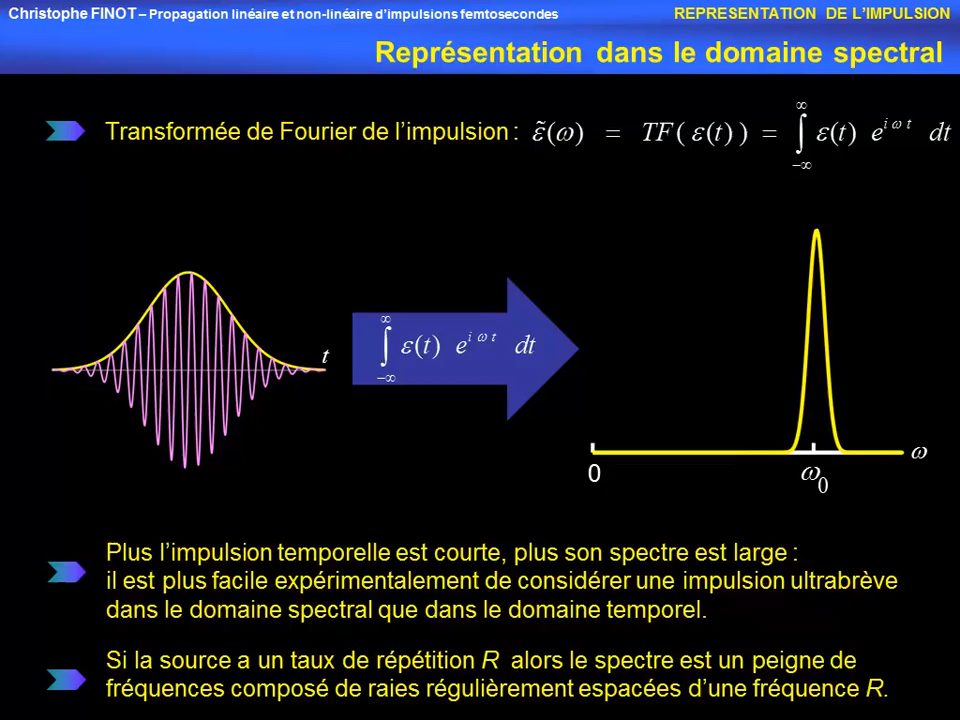 Christophe FINOT – Propagation linéaire et non-linéaire d'impulsions femtosecondes
REPRESENTATION DE L'IMPULSION
Représentation dans le domaine spectral
Transformée de Fourier de l'impulsion : ε̃(ω) = TF( ε(t) ) = ∫_{-∞}^{∞} ε(t) e^{i ω t} dt
t
∫_{-∞}^{∞} ε(t) e^{i ω t} dt
ω
0
ω₀
Plus l'impulsion temporelle est courte, plus son spectre est large :
il est plus facile expérimentalement de considérer une impulsion ultrabrève
dans le domaine spectral que dans le domaine temporel.
Si la source a un taux de répétition R alors le spectre est un peigne de
fréquences composé de raies régulièrement espacées d'une fréquence R.